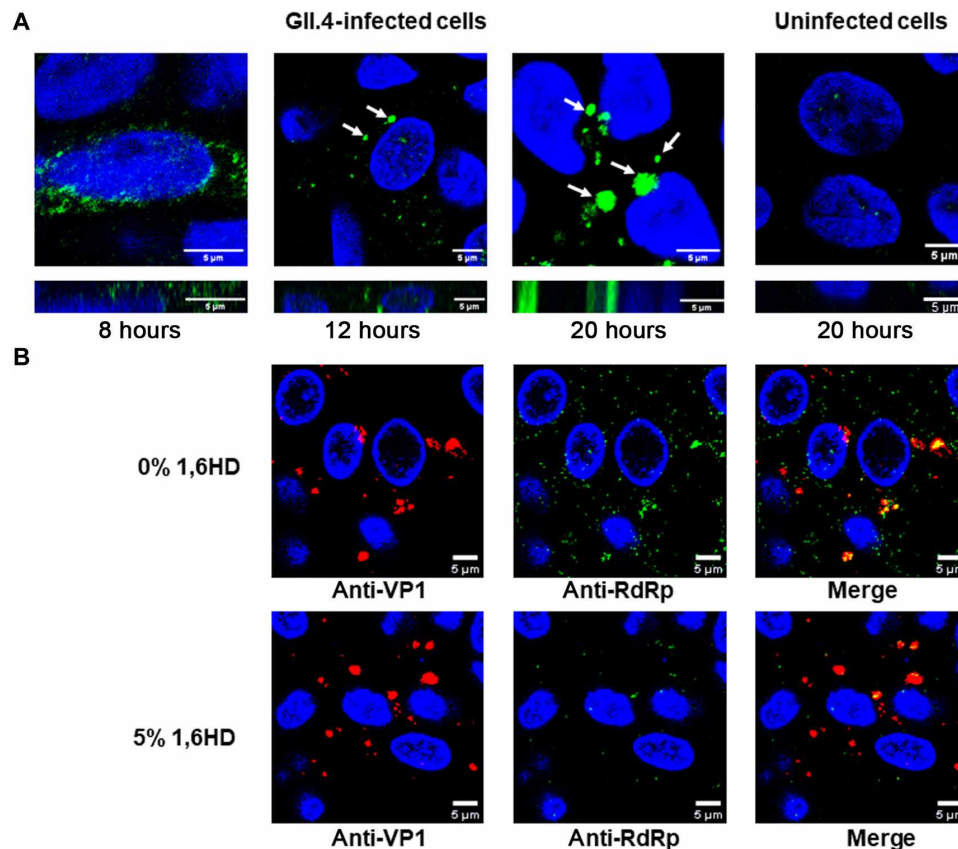 A
GII.4-infected cells
Uninfected cells
5 µm
5 µm
5 µm
5 µm
5 µm
5 µm
5 µm
5 µm
8 hours
12 hours
20 hours
20 hours
B
0% 1,6HD
5 µm
5 µm
5 µm
Anti-VP1
Anti-RdRp
Merge
5% 1,6HD
5 µm
5 µm
5 µm
Anti-VP1
Anti-RdRp
Merge